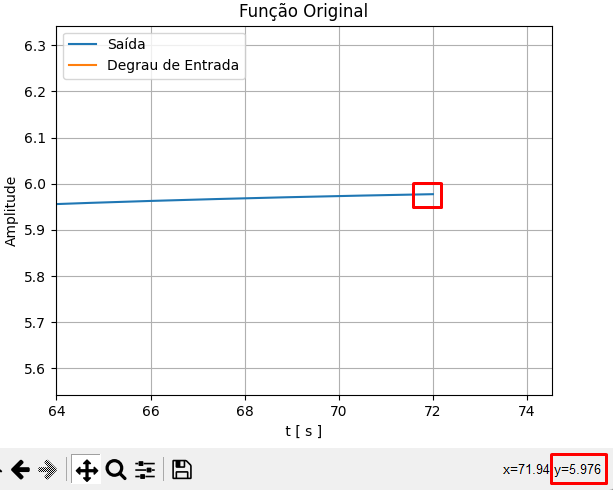 Função Original
Saída
Degrau de Entrada
Amplitude
6.3
6.2
6.1
6.0
5.9
5.8
5.7
5.6
64 66 68 70 72 74
t [ s ]
x=71.94 y=5.976